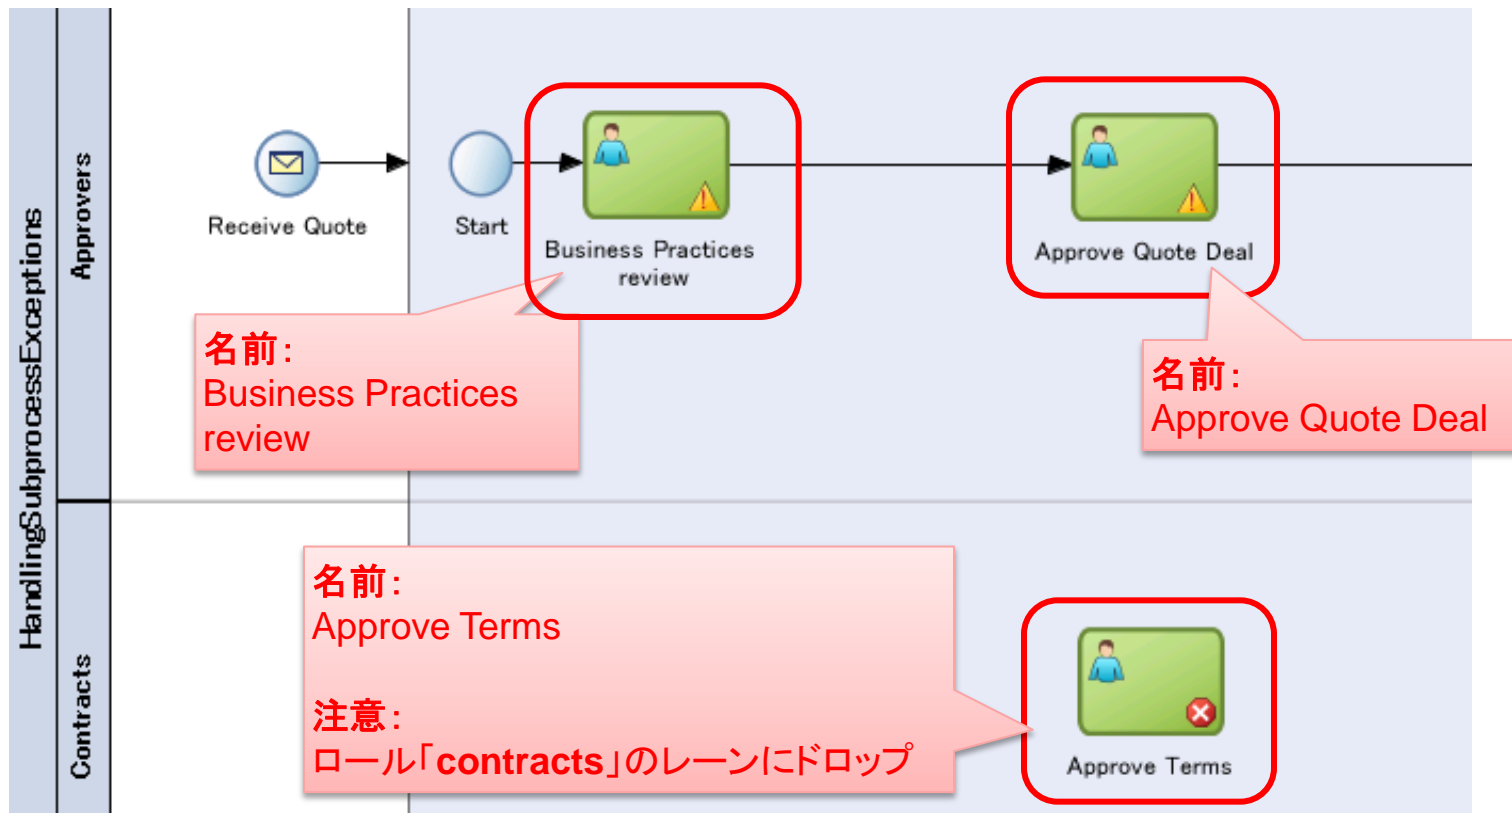 HandlingSubprocessExceptions
Approvers
Receive Quote
Start
Business Practices
review
Approve Quote Deal
名前：
Business Practices
review
名前：
Approve Quote Deal
Contracts
名前：
Approve Terms
注意：
ロール「contracts」のレーンにドロップ
Approve Terms